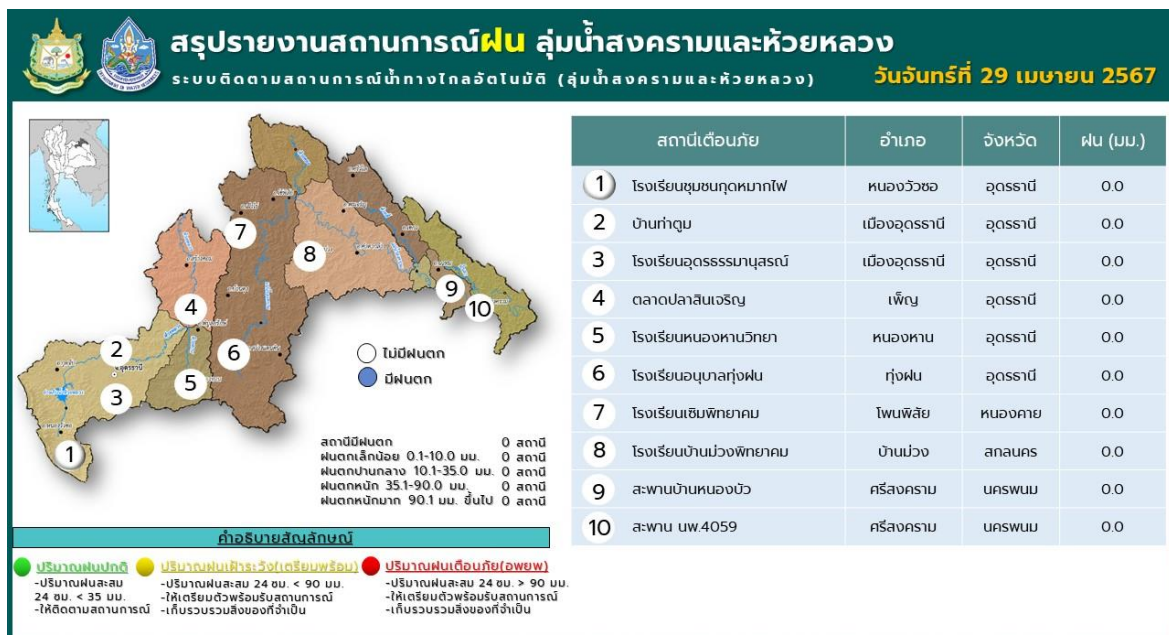 สรุปรายงานสถานการณ์ฝน ลุ่มน้ำสงครามและห้วยหลวง
ระบบติดตามสถานการณ์น้ำทางไกลอัตโนมัติ (ลุ่มน้ำสงครามและห้วยหลวง)
วันจันทร์ที่ 29 เมษายน 2567
7
8
9
10
4
2
อ.อุดรธานี
6
5
3
1
ไม่มีฝนตก
มีฝนตก
สถานีมีฝนตก 0 สถานี
ฝนตกเล็กน้อย 0.1-10.0 มม. 0 สถานี
ฝนตกปานกลาง 10.1-35.0 มม. 0 สถานี
ฝนตกหนัก 35.1-90.0 มม. 0 สถานี
ฝนตกหนักมาก 90.1 มม. ขึ้นไป 0 สถานี
สถานีเตือนภัย อำเภอ จังหวัด ฝน (มม.)
1 โรงเรียนชุมชนกุดหมากไฟ หนองวัวซอ อุดรธานี 0.0
2 บ้านท่าตูม เมืองอุดรธานี อุดรธานี 0.0
3 โรงเรียนอุดรธรรมานุสรณ์ เมืองอุดรธานี อุดรธานี 0.0
4 ตลาดปลาสินเจริญ เพ็ญ อุดรธานี 0.0
5 โรงเรียนหนองหานวิทยา หนองหาน อุดรธานี 0.0
6 โรงเรียนอนุบาลทุ่งฝน ทุ่งฝน อุดรธานี 0.0
7 โรงเรียนเซิมพิทยาคม โพนพิสัย หนองคาย 0.0
8 โรงเรียนบ้านม่วงพิทยาคม บ้านม่วง สกลนคร 0.0
9 สะพานบ้านหนองบัว ศรีสงคราม นครพนม 0.0
10 สะพาน นพ.4059 ศรีสงคราม นครพนม 0.0
คำอธิบายสัญลักษณ์
ปริมาณฝนปกติ
-ปริมาณฝนสะสม
24 ชม. < 35 มม.
-ให้ติดตามสถานการณ์
ปริมาณฝนเฝ้าระวัง(เตรียมพร้อม)
-ปริมาณฝนสะสม 24 ชม. < 90 มม.
-ให้เตรียมตัวพร้อมรับสถานการณ์
-เก็บรวบรวมสิ่งของที่จำเป็น
ปริมาณฝนเตือนภัย(อพยพ)
-ปริมาณฝนสะสม 24 ชม. > 90 มม.
-ให้เตรียมตัวพร้อมรับสถานการณ์
-เก็บรวบรวมสิ่งของที่จำเป็น